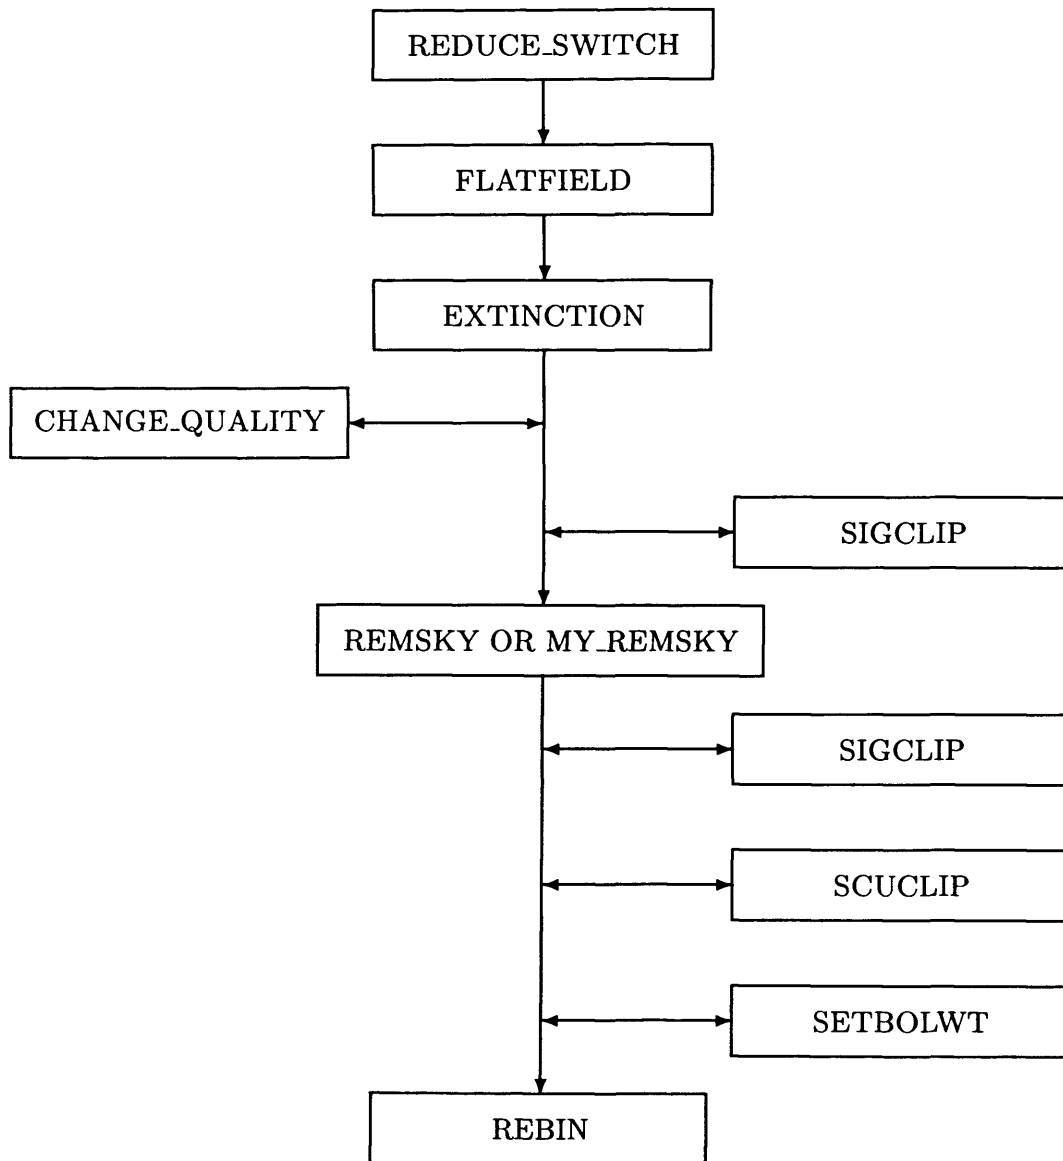 REDUCE_SWITCH
FLATFIELD
EXTINCTION
CHANGE_QUALITY
SIGCLIP
REMSKY OR MY_REMSKY
SIGCLIP
SCUCLIP
SETBOLWT
REBIN